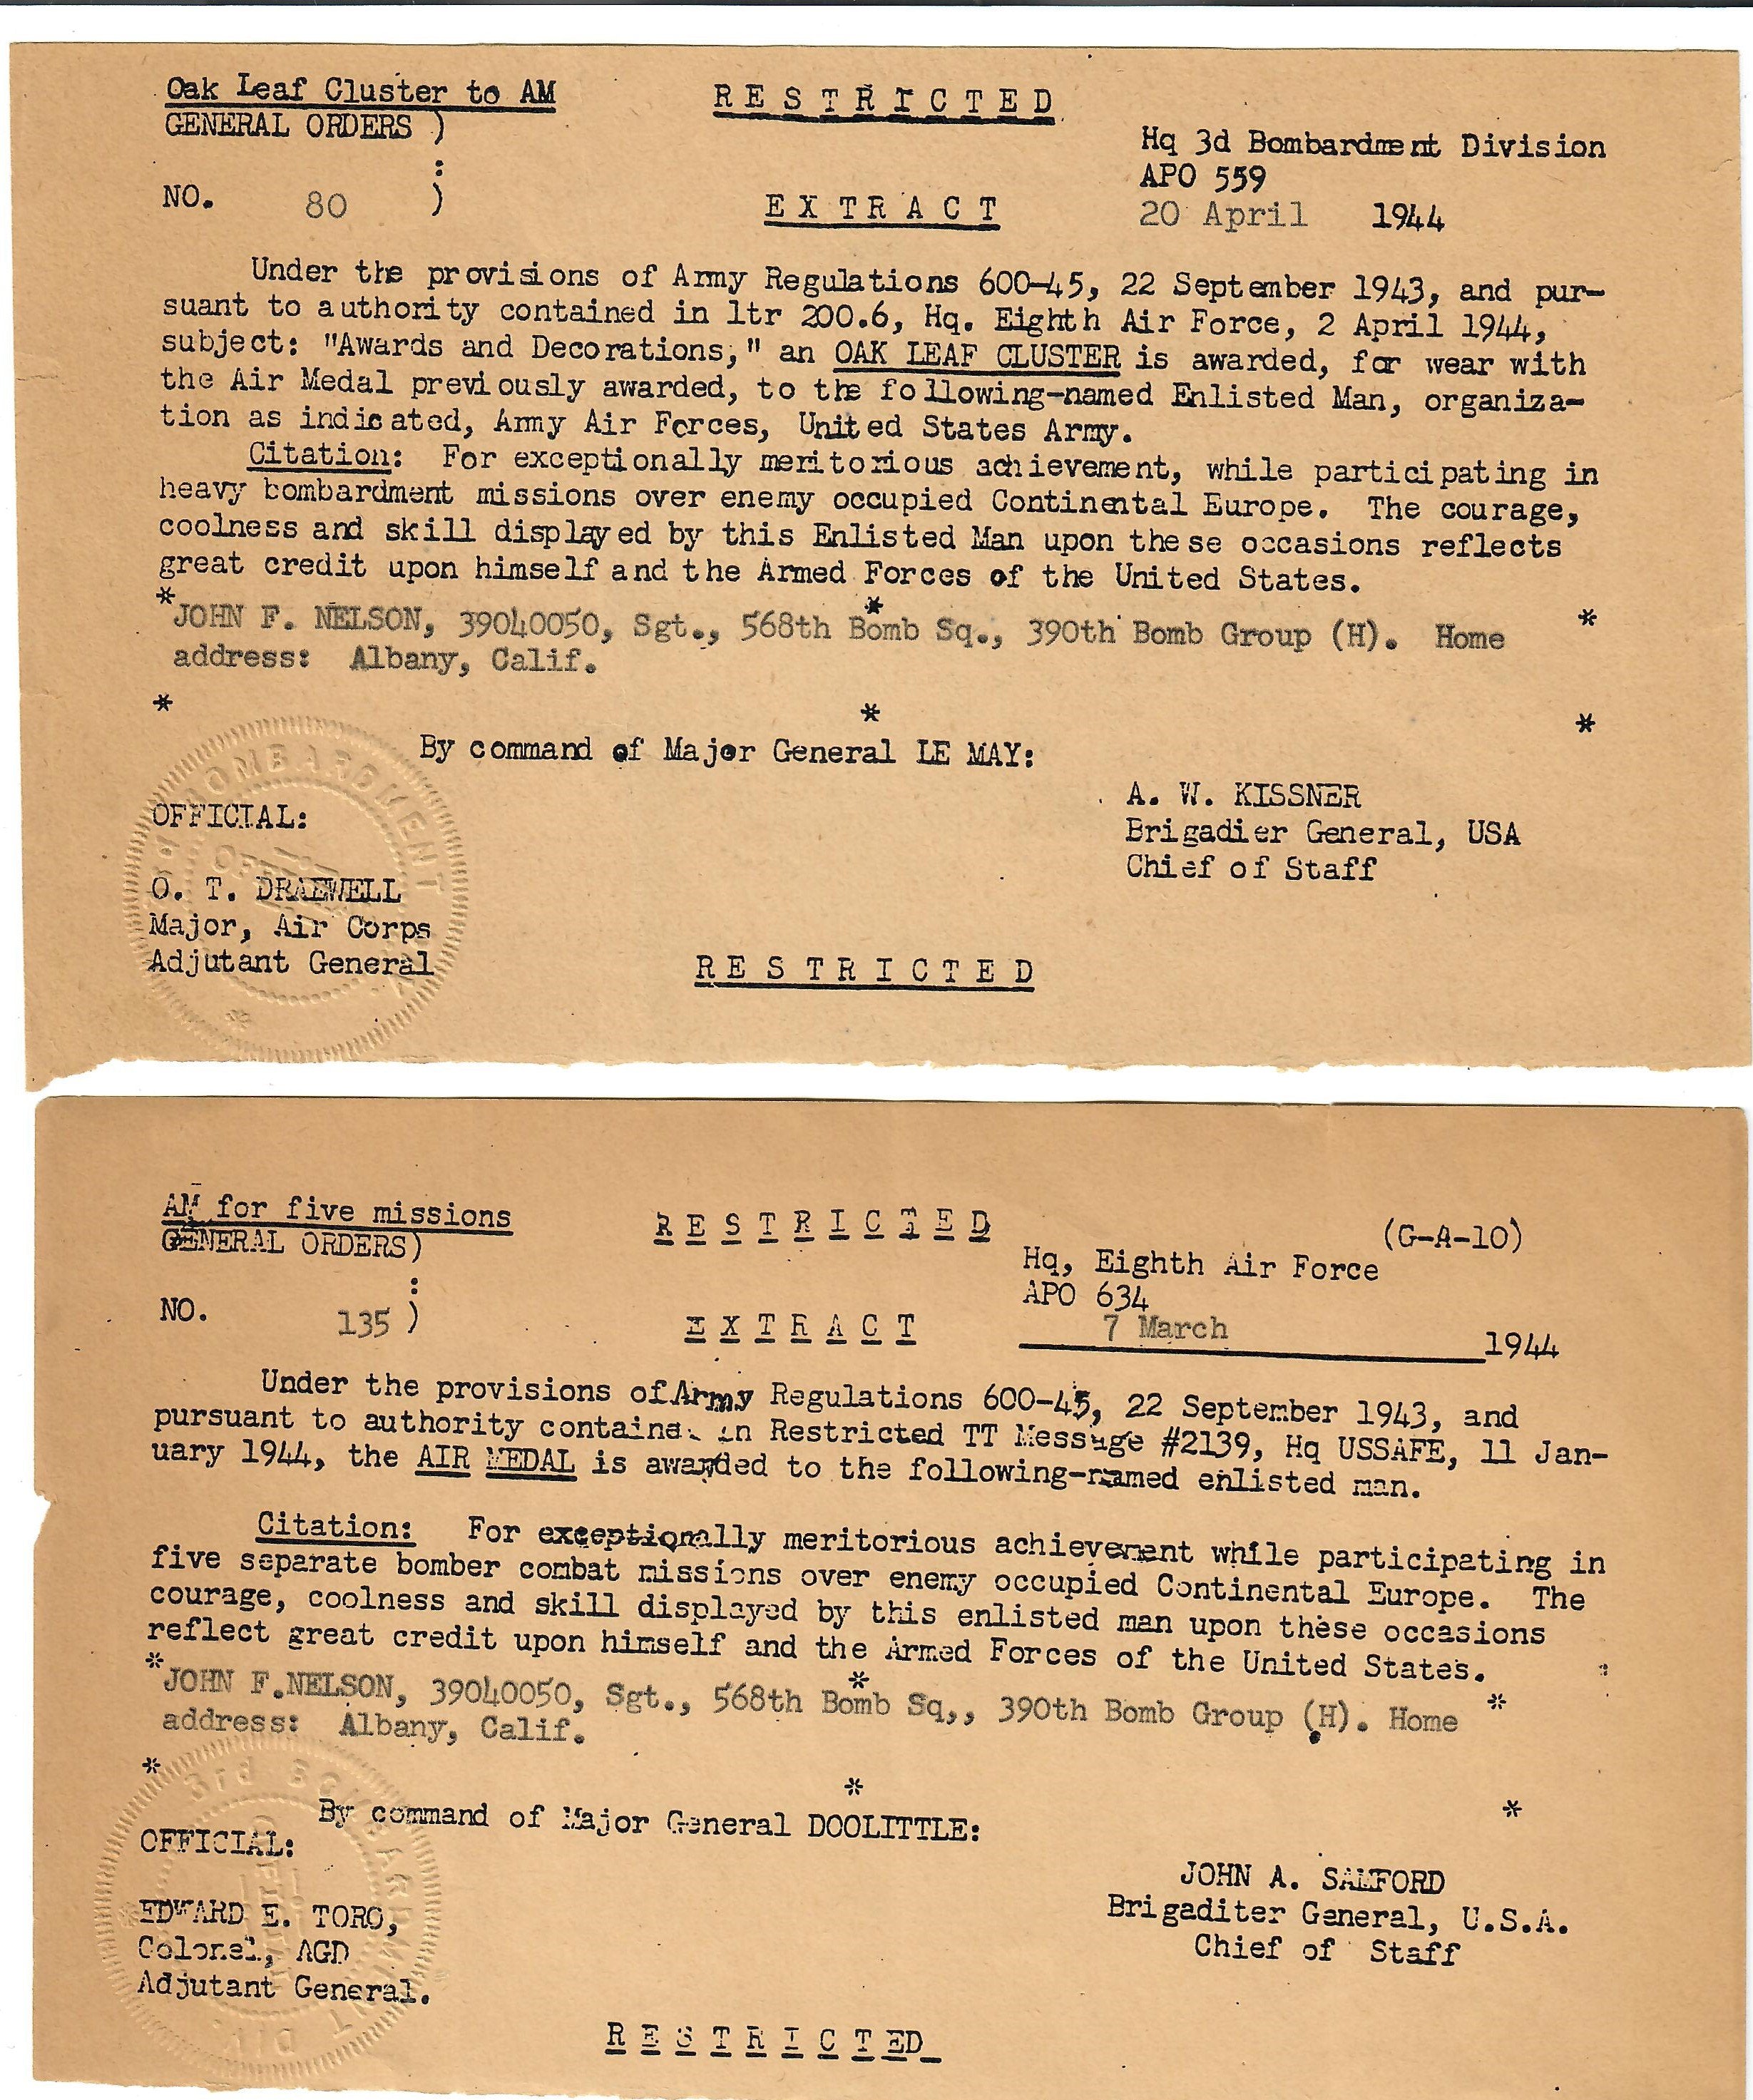 Oak Leaf Cluster to AM
RESTRICTED
GENERAL ORDERS )
:
NO. 80 )
Hq 3d Bombardment Division
APO 559
EXTRACT
20 April 1944
Under the provisions of Army Regulations 600-45, 22 September 1943, and pur-
suant to authority contained in ltr 200.6, Hq. Eighth Air Force, 2 April 1944,
subject: "Awards and Decorations," an OAK LEAF CLUSTER is awarded, for wear with
the Air Medal previously awarded, to the following-named Enlisted Man, organiza-
tion as indicated, Army Air Forces, United States Army.
Citation: For exceptionally meritorious achievement, while participating in
heavy bombardment missions over enemy occupied Continental Europe. The courage,
coolness and skill displayed by this Enlisted Man upon these occasions reflects
great credit upon himself and the Armed Forces of the United States.
* * *
JOHN F. NELSON, 39040050, Sgt., 568th Bomb Sq., 390th Bomb Group (H). Home
address: Albany, Calif.
* * *
By command of Major General LE MAY:
A. W. KISSNER
Brigadier General, USA
Chief of Staff
OFFICIAL:
O. T. DRAEWELL
Major, Air Corps
Adjutant General
BOMBARDMENT
RESTRICTED
AM for five missions
RESTRICTED
(G-A-10)
GENERAL ORDERS)
:
NO. 135 )
Hq, Eighth Air Force
APO 634
EXTRACT
7 March 1944
Under the provisions of Army Regulations 600-45, 22 September 1943, and
pursuant to authority contained in Restricted TT Message #2139, Hq USSAFE, 11 Jan-
uary 1944, the AIR MEDAL is awarded to the following-named enlisted man.
Citation: For exceptionally meritorious achievement while participating in
five separate bomber combat missions over enemy occupied Continental Europe. The
courage, coolness and skill displayed by this enlisted man upon these occasions
reflect great credit upon himself and the Armed Forces of the United States.
* * *
JOHN F.NELSON, 39040050, Sgt., 568th Bomb Sq,, 390th Bomb Group (H). Home
address: Albany, Calif.
* * *
By command of Major General DOOLITTLE:
OFFICIAL:
JOHN A. SAMFORD
Brigaditer General, U.S.A.
Chief of Staff
EDWARD E. TORO,
Colonel, AGD
Adjutant General.
3rd BOMBARDMENT DIV.
RESTRICTED